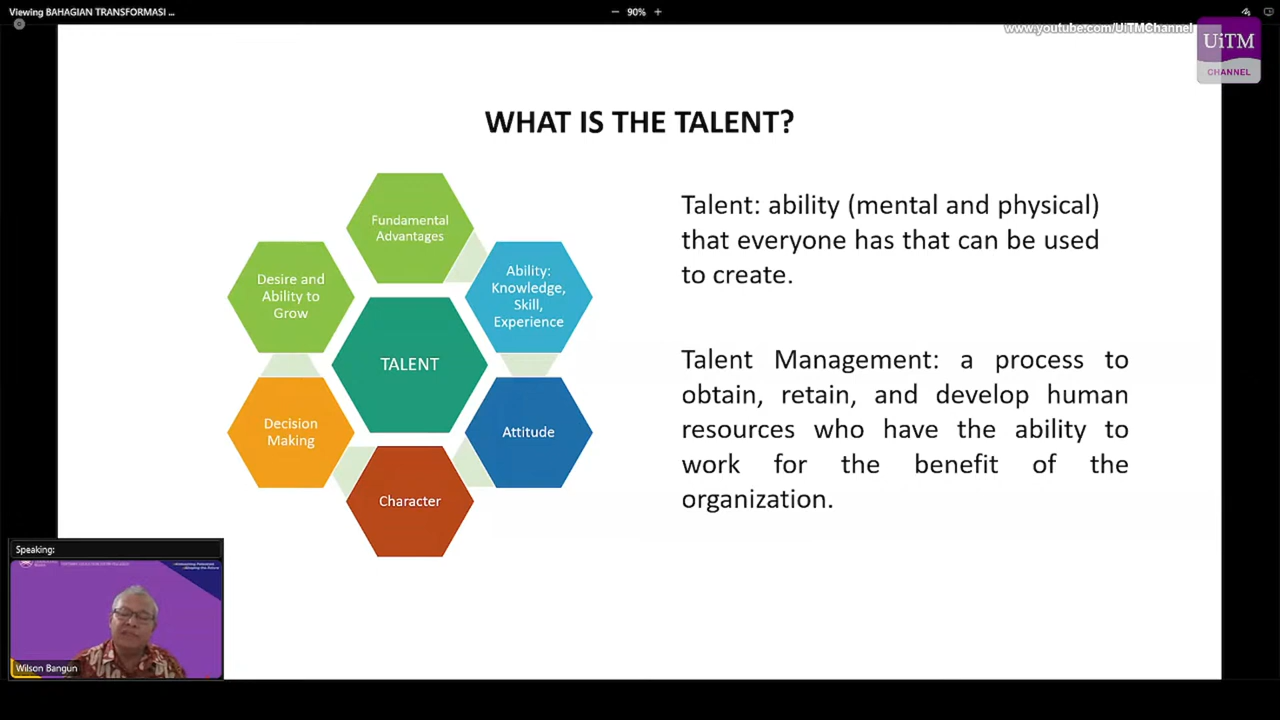 Viewing BAHAGIAN TRANSFORMASI ...
90%
www.youtube.com/UiTMChannel
UiTM
CHANNEL
WHAT IS THE TALENT?
Fundamental
Advantages
Ability:
Knowledge,
Skill,
Experience
Attitude
Character
Decision
Making
Desire and
Ability to
Grow
TALENT
Talent: ability (mental and physical)
that everyone has that can be used
to create.
Talent Management: a process to
obtain, retain, and develop human
resources who have the ability to
work for the benefit of the
organization.
Speaking:
Wilson Bangun